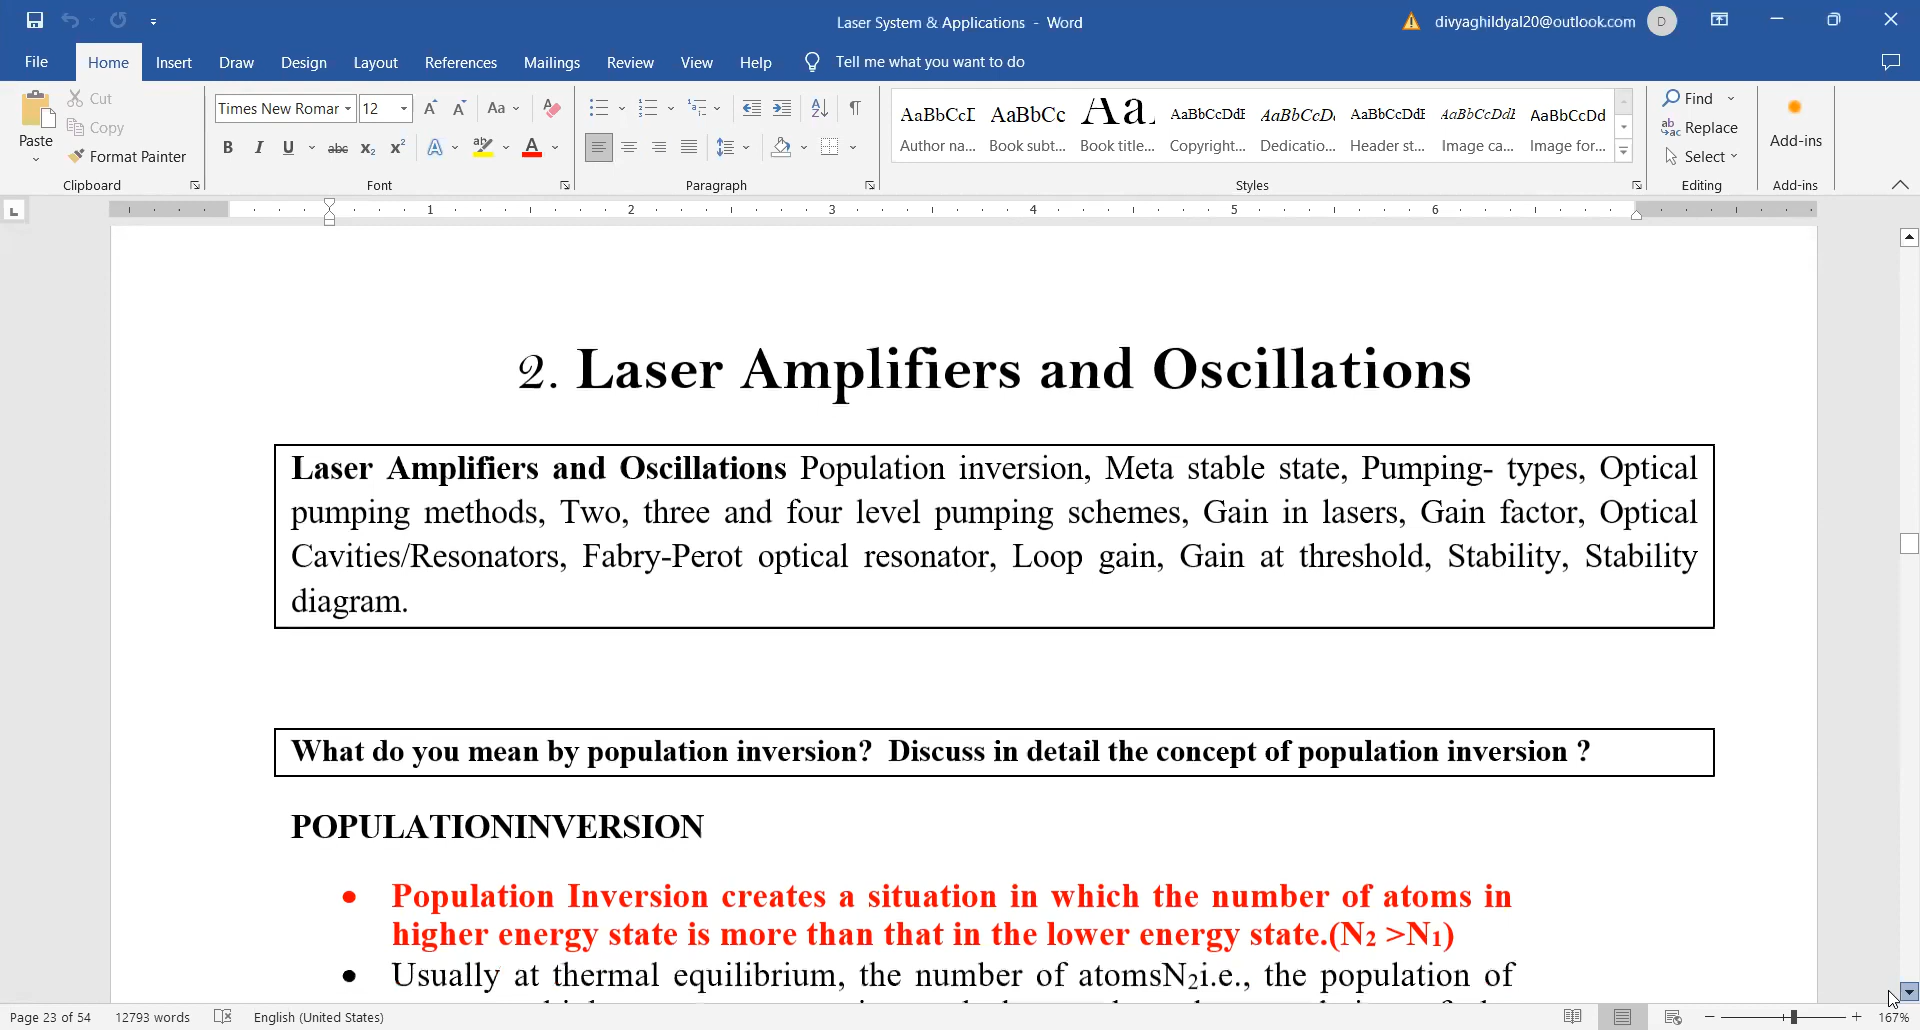 Laser System & Applications - Word
divyaghildyal20@outlook.com
D
File Home Insert Draw Design Layout References Mailings Review View Help Tell me what you want to do
Paste
Cut
Copy
Format Painter
Clipboard
Times New Romar 12
Font
Paragraph
AaBbCcI AaBbCc Aa. AaBbCcDdE AaBbCcD AaBbCcDdE AaBbCcDdI AaBbCcDd
Author na... Book subt... Book title... Copyright... Dedicatio... Header st... Image ca... Image for...
Styles
Find
Replace
Select
Editing
Add-ins
Add-ins
1 2 3 4 5 6
2. Laser Amplifiers and Oscillations
Laser Amplifiers and Oscillations Population inversion, Meta stable state, Pumping- types, Optical
pumping methods, Two, three and four level pumping schemes, Gain in lasers, Gain factor, Optical
Cavities/Resonators, Fabry-Perot optical resonator, Loop gain, Gain at threshold, Stability, Stability
diagram.
What do you mean by population inversion? Discuss in detail the concept of population inversion ?
POPULATIONINVERSION
• Population Inversion creates a situation in which the number of atoms in
higher energy state is more than that in the lower energy state.(N₂ >N₁)
• Usually at thermal equilibrium, the number of atomsN₂i.e., the population of
Page 23 of 54 12793 words English (United States) 167%